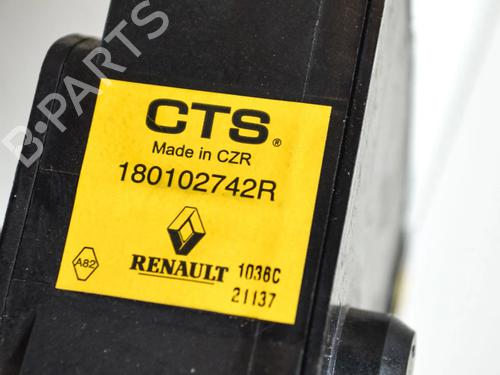 CTS®
Made in CZR
180102742R
A82
RENAULT 1036C
21137
B-PARTS